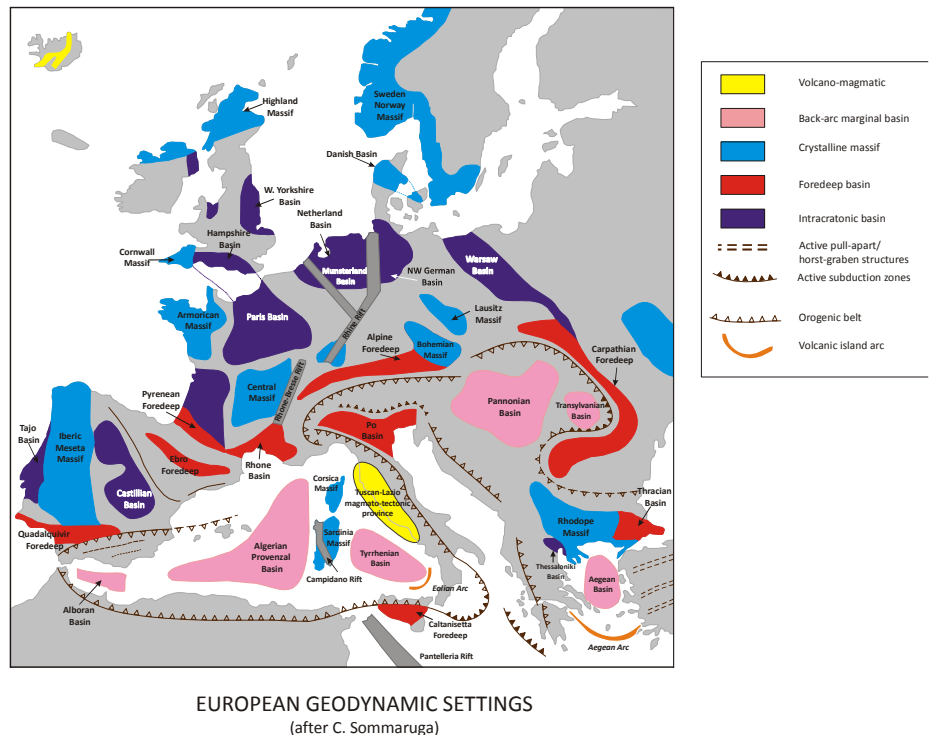 Highland
Massif
Sweden
Norway
Massif
Danish Basin
W. Yorkshire
Basin
Netherland
Basin
Hampshire
Basin
Cornwall
Massif
Munsterland
Basin
NW German
Basin
Warsaw
Basin
Armorican
Massif
Paris Basin
Rhine Rift
Lausitz
Massif
Alpine
Foredeep
Bohemian
Massif
Carpathian
Foredeep
Central
Massif
Rhone-Bresse Rift
Pyrenean
Foredeep
Pannonian
Basin
Transylvanian
Basin
Tajo
Basin
Iberic
Meseta
Massif
Ebro
Foredeep
Rhone
Basin
Po
Basin
Castillian
Basin
Corsica
Massif
Tuscan-Lazio
magmato-tectonic
province
Thracian
Basin
Rhodope
Massif
Quadalquivir
Foredeep
Algerian
Provenzal
Basin
Sardinia
Massif
Tyrrhenian
Basin
Thessaloniki
Basin
Campidano Rift
Eolian Arc
Aegean
Basin
Alboran
Basin
Caltanisetta
Foredeep
Aegean Arc
Pantelleria Rift
Volcano-magmatic
Back-arc marginal basin
Crystalline massif
Foredeep basin
Intracratonic basin
Active pull-apart/
horst-graben structures
Active subduction zones
Orogenic belt
Volcanic island arc
EUROPEAN GEODYNAMIC SETTINGS
(after C. Sommaruga)